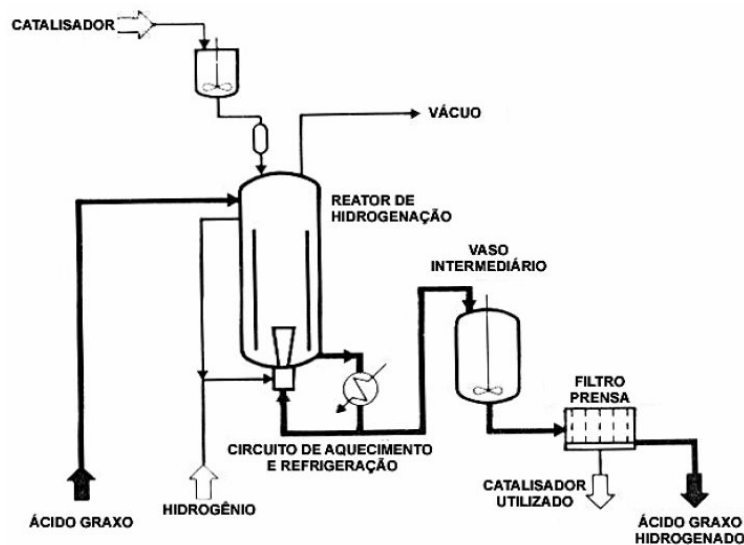 CATALISADOR
VÁCUO
REATOR DE
HIDROGENAÇÃO
VASO
INTERMEDIÁRIO
FILTRO
PRENSA
CIRCUITO DE AQUECIMENTO
E REFRIGERAÇÃO
CATALISADOR
UTILIZADO
ÁCIDO GRAXO
HIDROGÊNIO
ÁCIDO GRAXO
HIDROGENADO